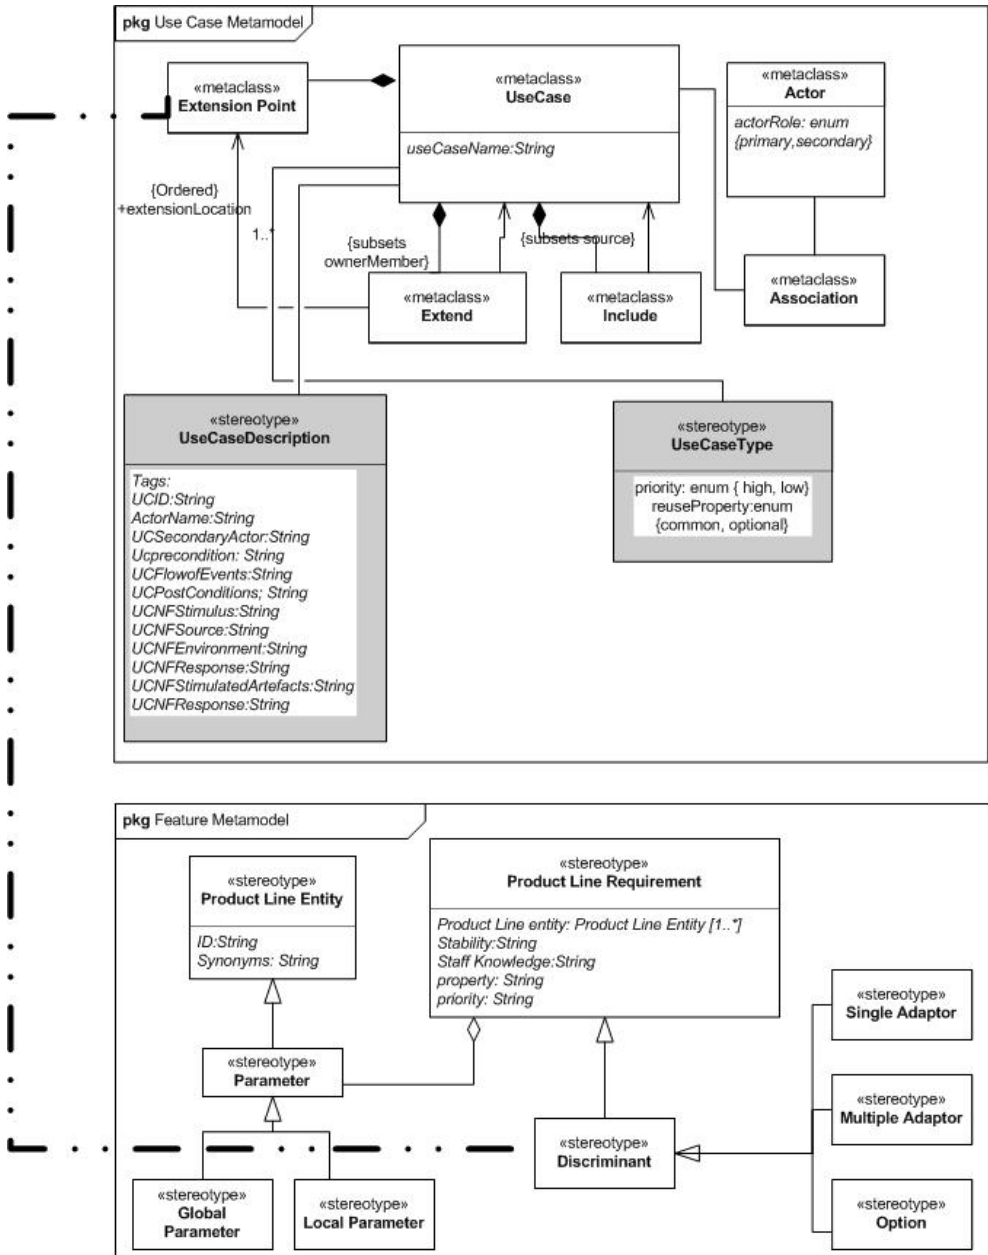 pkg Use Case Metamodel
«metaclass»
Extension Point
«metaclass»
UseCase
useCaseName:String
«metaclass»
Actor
actorRole: enum
{primary,secondary}
{Ordered}
+extensionLocation
1..*
{subsets
ownerMember}
{subsets source}
«metaclass»
Extend
«metaclass»
Include
«metaclass»
Association
«stereotype»
UseCaseDescription
Tags:
UCID:String
ActorName:String
UCSecondaryActor:String
Ucprecondition: String
UCFlowofEvents:String
UCPostConditions; String
UCNFStimulus:String
UCNFSource:String
UCNFEnvironment:String
UCNFResponse:String
UCNFStimulatedArtefacts:String
UCNFResponse:String
«stereotype»
UseCaseType
priority: enum { high, low}
reuseProperty:enum
{common, optional}
pkg Feature Metamodel
«stereotype»
Product Line Entity
ID:String
Synonyms: String
«stereotype»
Product Line Requirement
Product Line entity: Product Line Entity [1..*]
Stability:String
Staff Knowledge:String
property: String
priority: String
«stereotype»
Single Adaptor
«stereotype»
Parameter
«stereotype»
Multiple Adaptor
«stereotype»
Discriminant
«stereotype»
Global
Parameter
«stereotype»
Local Parameter
«stereotype»
Option